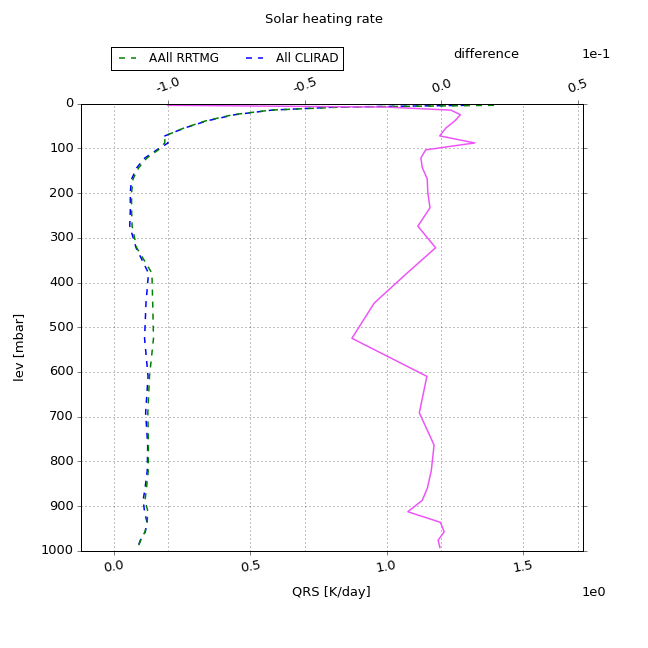 Solar heating rate
AAll RRTMG All CLIRAD
difference 1e-1
-1.0 -0.5 0.0 0.5
0
100
200
300
400
500
600
700
800
900
1000
lev [mbar]
0.0 0.5 1.0 1.5
QRS [K/day] 1e0